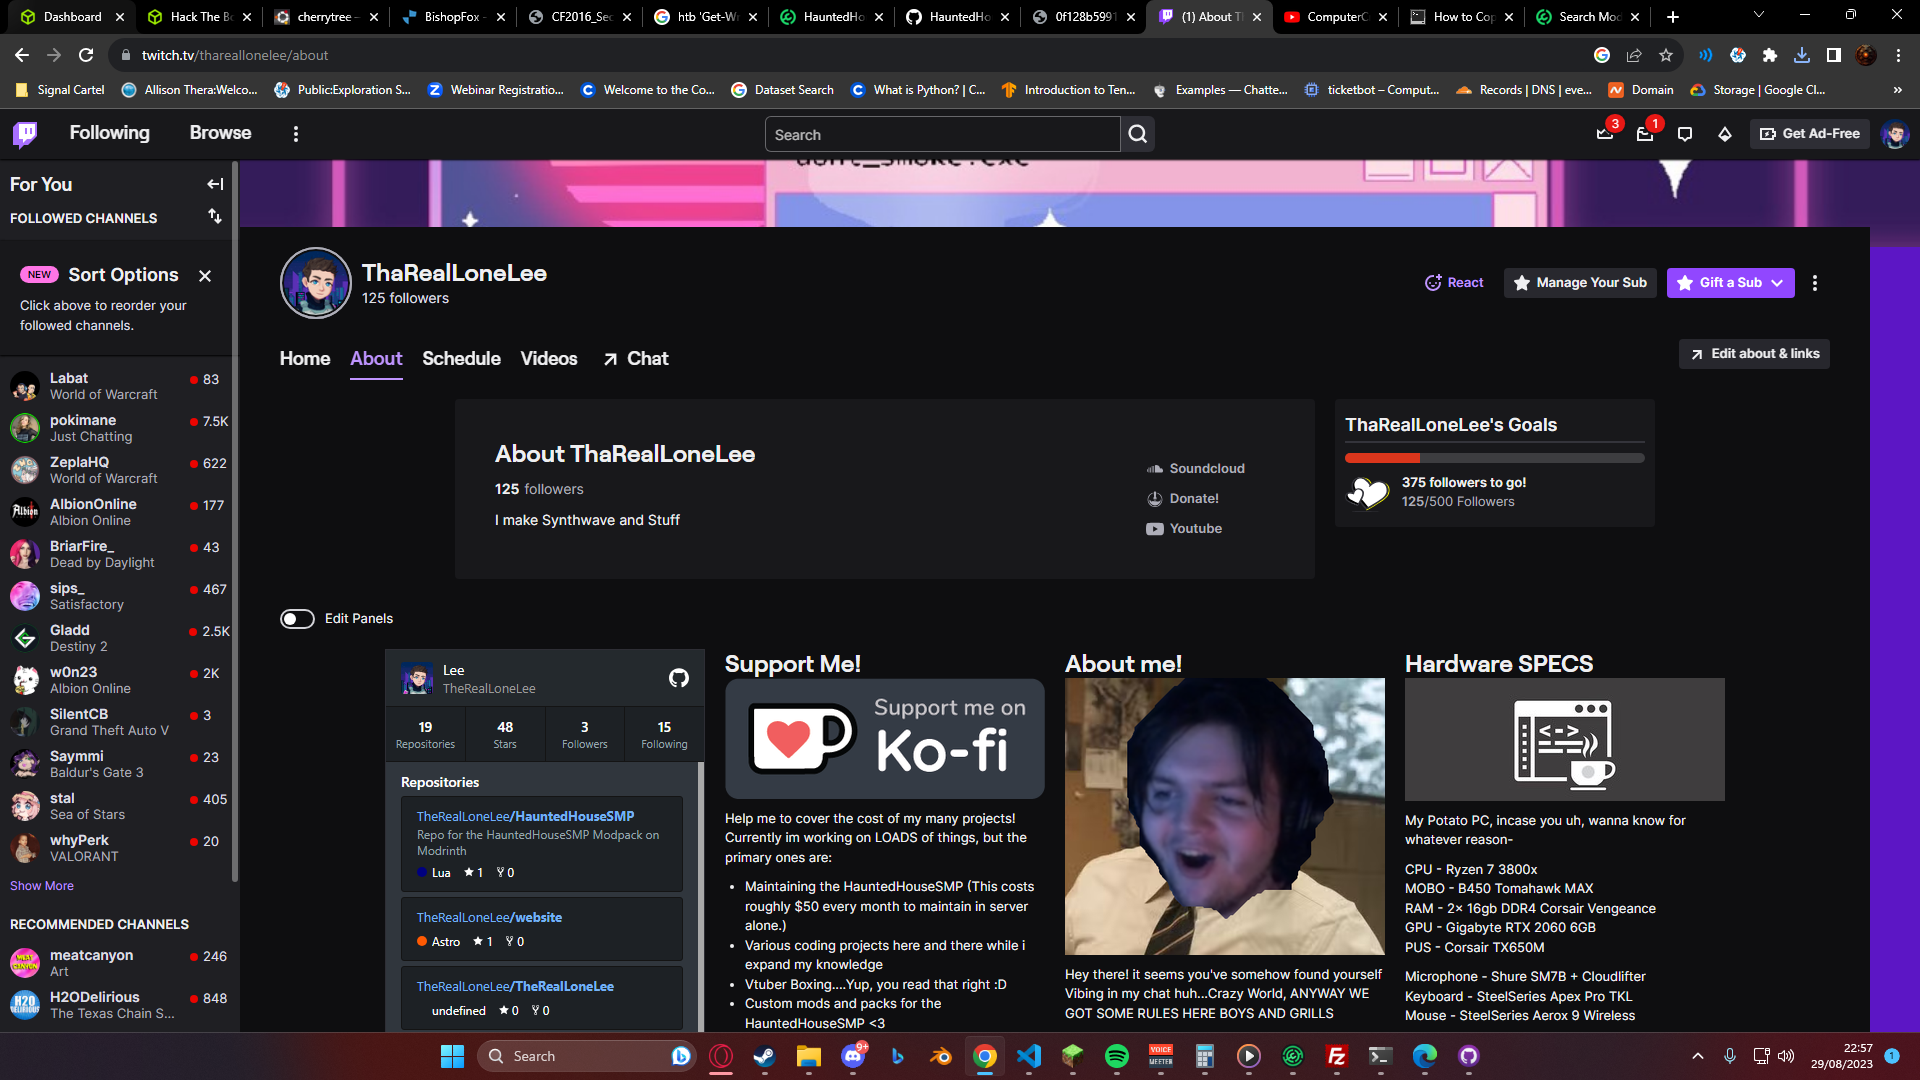 Dashboard
Hack The Bo
cherrytree –
BishopFox -
CF2016_Sec
htb 'Get-Wr
HauntedHo
HauntedHo
0f128b5991
(1) About Th
ComputerCr
How to Cop
Search Mod
twitch.tv/thareallonelee/about
Signal Cartel
Allison Thera:Welco...
Public:Exploration S...
Webinar Registratio...
Welcome to the Co...
Dataset Search
What is Python? | C...
Introduction to Ten...
Examples — Chatte...
ticketbot – Comput...
Records | DNS | eve...
Domain
Storage | Google Cl...
»
Following
Browse
Search
3
1
Get Ad-Free
dont_smoke.exe
For You
FOLLOWED CHANNELS
NEW
Sort Options
Click above to reorder your
followed channels.
Labat
83
World of Warcraft
pokimane
7.5K
Just Chatting
ZeplaHQ
622
World of Warcraft
AlbionOnline
177
Albion Online
BriarFire_
43
Dead by Daylight
sips_
467
Satisfactory
Gladd
2.5K
Destiny 2
w0n23
2K
Albion Online
SilentCB
3
Grand Theft Auto V
Saymmi
23
Baldur's Gate 3
stal
405
Sea of Stars
whyPerk
20
VALORANT
Show More
RECOMMENDED CHANNELS
meatcanyon
246
Art
H2ODelirious
848
The Texas Chain S...
ThaRealLoneLee
125 followers
React
Manage Your Sub
Gift a Sub
Home
About
Schedule
Videos
Chat
Edit about & links
About ThaRealLoneLee
125 followers
I make Synthwave and Stuff
Soundcloud
Donate!
Youtube
ThaRealLoneLee's Goals
375 followers to go!
125/500 Followers
Edit Panels
Lee
TheRealLoneLee
19
Repositories
48
Stars
3
Followers
15
Following
Repositories
TheRealLoneLee/HauntedHouseSMP
Repo for the HauntedHouseSMP Modpack on
Modrinth
Lua
1
0
TheRealLoneLee/website
Astro
1
0
TheRealLoneLee/TheRealLoneLee
undefined
0
0
Support Me!
Support me on
Ko-fi
Help me to cover the cost of my many projects!
Currently im working on LOADS of things, but the
primary ones are:
• Maintaining the HauntedHouseSMP (This costs
roughly $50 every month to maintain in server
alone.)
• Various coding projects here and there while i
expand my knowledge
• Vtuber Boxing....Yup, you read that right :D
• Custom mods and packs for the
HauntedHouseSMP <3
About me!
Hey there! it seems you've somehow found yourself
Vibing in my chat huh...Crazy World, ANYWAY WE
GOT SOME RULES HERE BOYS AND GRILLS
Hardware SPECS
My Potato PC, incase you uh, wanna know for
whatever reason-
CPU - Ryzen 7 3800x
MOBO - B450 Tomahawk MAX
RAM - 2x 16gb DDR4 Corsair Vengeance
GPU - Gigabyte RTX 2060 6GB
PUS - Corsair TX650M
Microphone - Shure SM7B + Cloudlifter
Keyboard - SteelSeries Apex Pro TKL
Mouse - SteelSeries Aerox 9 Wireless
Search
9+
VOICE
MEETER
22:57
29/08/2023
1